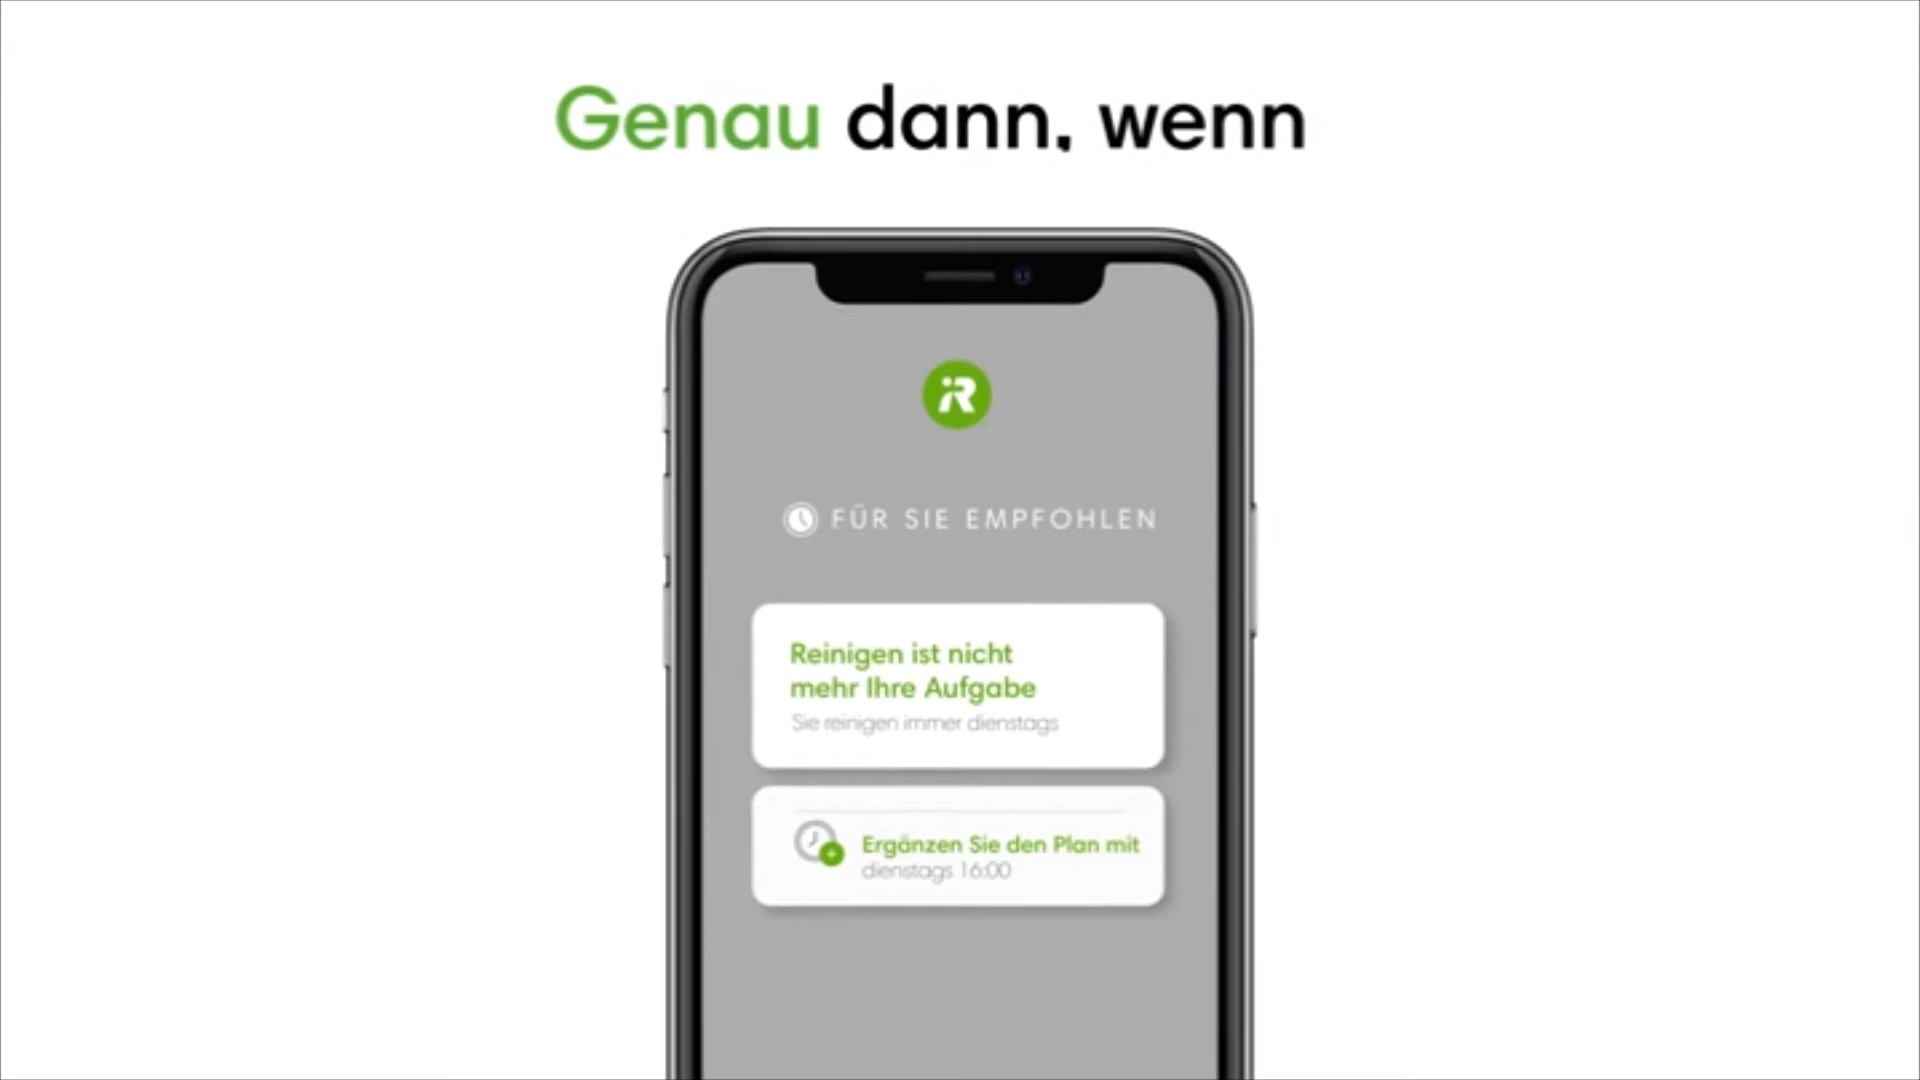 Genau dann, wenn
iR
FÜR SIE EMPFOHLEN
Reinigen ist nicht
mehr Ihre Aufgabe
Sie reinigen immer dienstags
Ergänzen Sie den Plan mit
dienstags 16:00